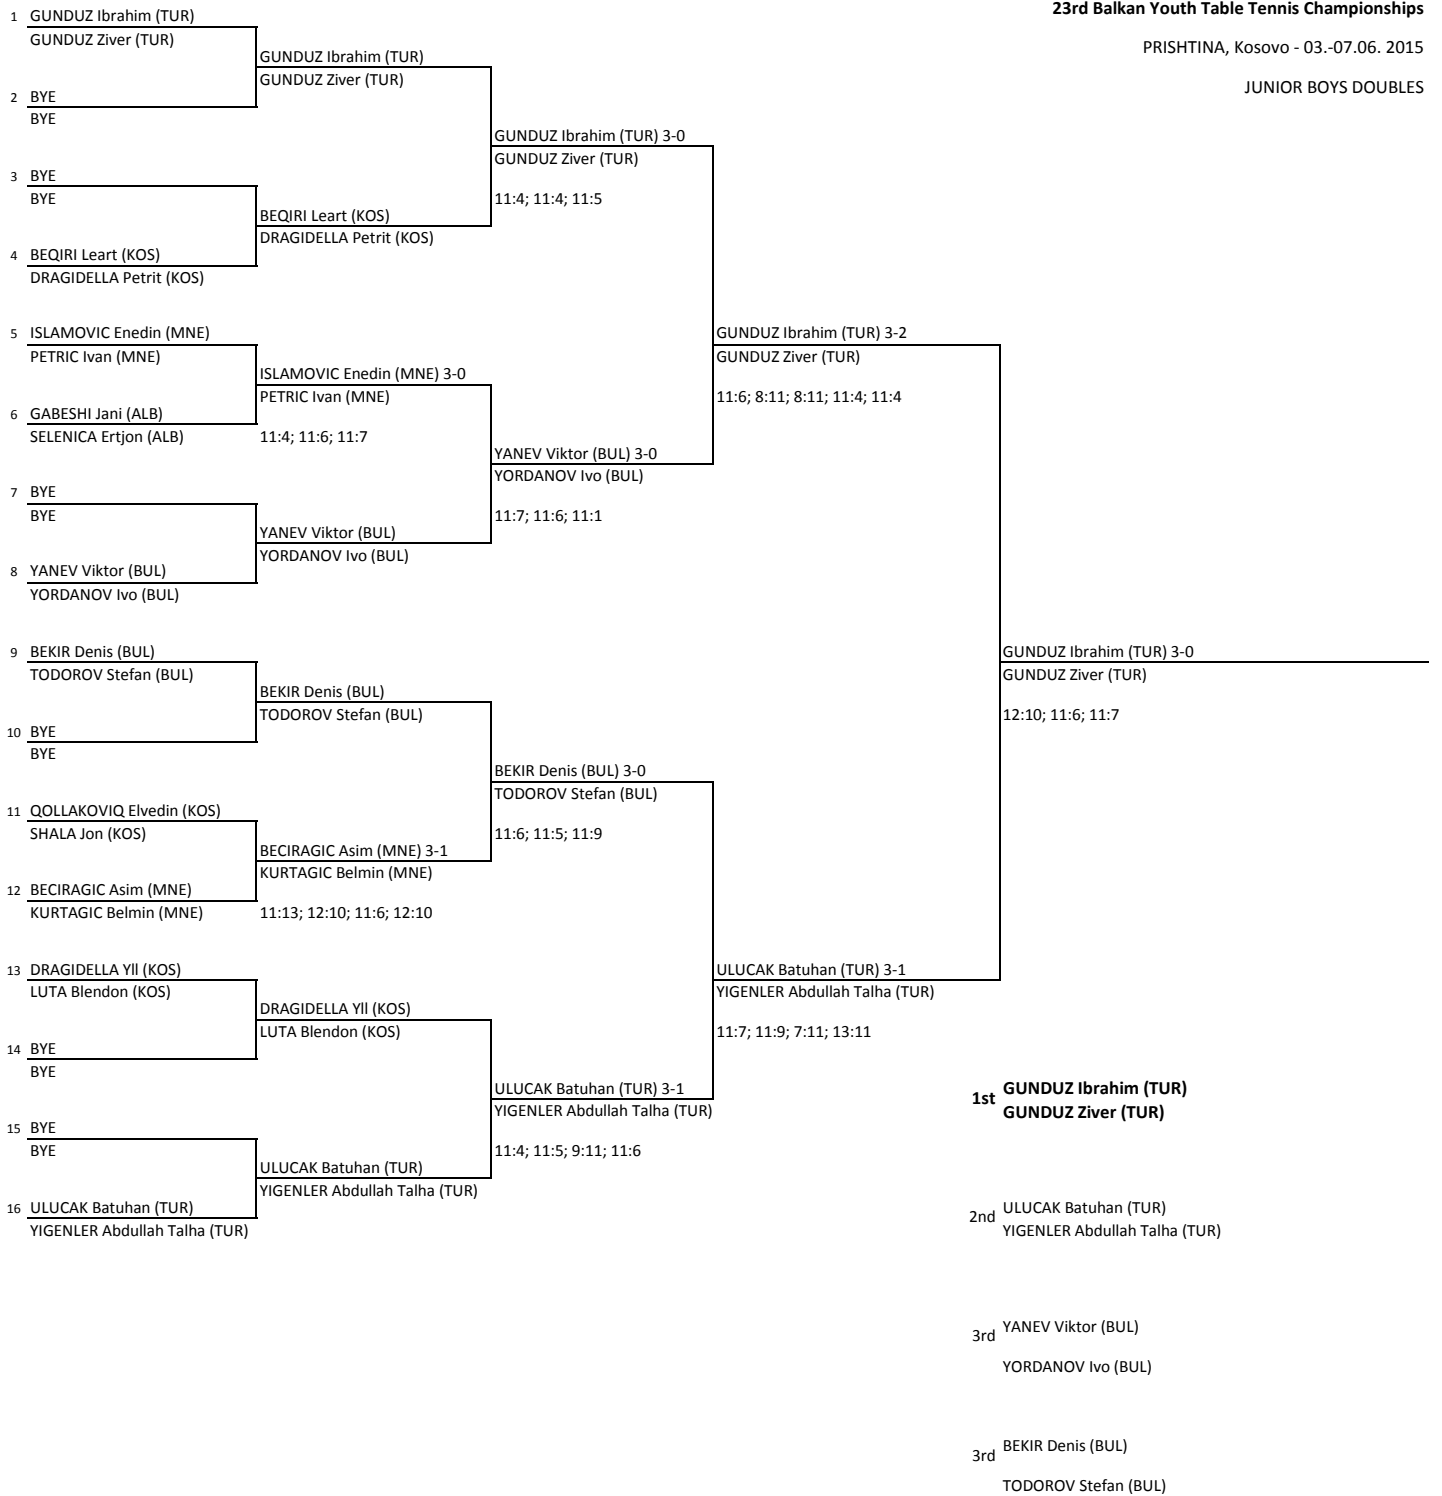 23rd Balkan Youth Table Tennis Championships
PRISHTINA, Kosovo - 03.-07.06. 2015
JUNIOR BOYS DOUBLES
1 GUNDUZ Ibrahim (TUR)
GUNDUZ Ziver (TUR)
2 BYE
BYE
3 BYE
BYE
4 BEQIRI Leart (KOS)
DRAGIDELLA Petrit (KOS)
5 ISLAMOVIC Enedin (MNE)
PETRIC Ivan (MNE)
6 GABESHI Jani (ALB)
SELENICA Ertjon (ALB)
7 BYE
BYE
8 YANEV Viktor (BUL)
YORDANOV Ivo (BUL)
9 BEKIR Denis (BUL)
TODOROV Stefan (BUL)
10 BYE
BYE
11 QOLLAKOVIQ Elvedin (KOS)
SHALA Jon (KOS)
12 BECIRAGIC Asim (MNE)
KURTAGIC Belmin (MNE)
13 DRAGIDELLA Yll (KOS)
LUTA Blendon (KOS)
14 BYE
BYE
15 BYE
BYE
16 ULUCAK Batuhan (TUR)
YIGENLER Abdullah Talha (TUR)
GUNDUZ Ibrahim (TUR)
GUNDUZ Ziver (TUR)
BEQIRI Leart (KOS)
DRAGIDELLA Petrit (KOS)
ISLAMOVIC Enedin (MNE) 3-0
PETRIC Ivan (MNE)
11:4; 11:6; 11:7
YANEV Viktor (BUL)
YORDANOV Ivo (BUL)
BEKIR Denis (BUL)
TODOROV Stefan (BUL)
BECIRAGIC Asim (MNE) 3-1
KURTAGIC Belmin (MNE)
11:13; 12:10; 11:6; 12:10
DRAGIDELLA Yll (KOS)
LUTA Blendon (KOS)
ULUCAK Batuhan (TUR)
YIGENLER Abdullah Talha (TUR)
GUNDUZ Ibrahim (TUR) 3-0
GUNDUZ Ziver (TUR)
11:4; 11:4; 11:5
YANEV Viktor (BUL) 3-0
YORDANOV Ivo (BUL)
11:7; 11:6; 11:1
BEKIR Denis (BUL) 3-0
TODOROV Stefan (BUL)
11:6; 11:5; 11:9
ULUCAK Batuhan (TUR) 3-1
YIGENLER Abdullah Talha (TUR)
11:4; 11:5; 9:11; 11:6
GUNDUZ Ibrahim (TUR) 3-2
GUNDUZ Ziver (TUR)
11:6; 8:11; 8:11; 11:4; 11:4
ULUCAK Batuhan (TUR) 3-1
YIGENLER Abdullah Talha (TUR)
11:7; 11:9; 7:11; 13:11
GUNDUZ Ibrahim (TUR) 3-0
GUNDUZ Ziver (TUR)
12:10; 11:6; 11:7
1st GUNDUZ Ibrahim (TUR)
GUNDUZ Ziver (TUR)
2nd ULUCAK Batuhan (TUR)
YIGENLER Abdullah Talha (TUR)
3rd YANEV Viktor (BUL)
YORDANOV Ivo (BUL)
3rd BEKIR Denis (BUL)
TODOROV Stefan (BUL)